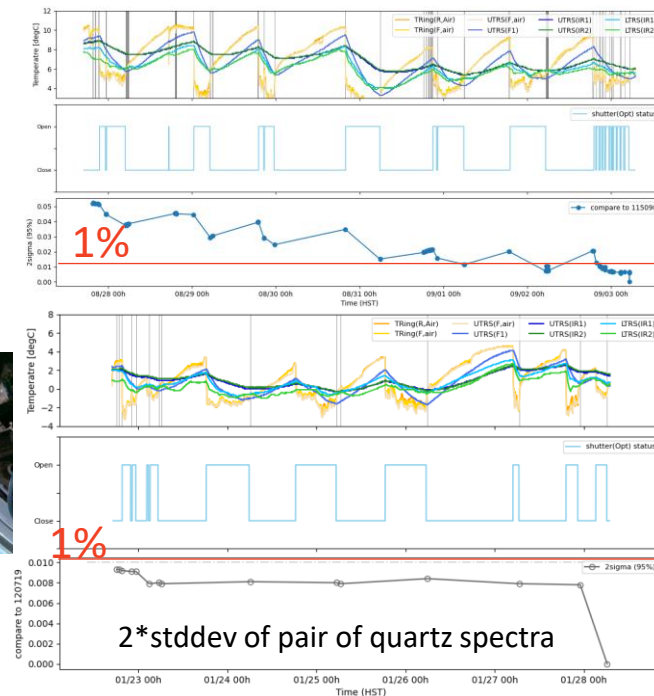 12
10
8
6
4
Temperatre [degC]
TRing(R,Air) UTRS(F,air) UTRS(IR1) LTRS(IR1)
TRing(F,air) UTRS(F1) UTRS(IR2) LTRS(IR2)
Open
Close
shutter(Opt) status
0.05
0.04
0.03
0.02
0.01
0.00
2sigma (95%)
1%
compare to 115090
08/28 00h 08/29 00h 08/30 00h 08/31 00h 09/01 00h 09/02 00h 09/03 00h
Time (HST)
8
6
4
2
0
−2
−4
Temperatre [degC]
TRing(R,Air) UTRS(F,air) UTRS(IR1) LTRS(IR1)
TRing(F,air) UTRS(F1) UTRS(IR2) LTRS(IR2)
Open
Close
shutter(Opt) status
1%
0.010
0.008
0.006
0.004
0.002
0.000
compare to 120719
2sigma (95%)
2*stddev of pair of quartz spectra
01/23 00h 01/24 00h 01/25 00h 01/26 00h 01/27 00h 01/28 00h
Time (HST)